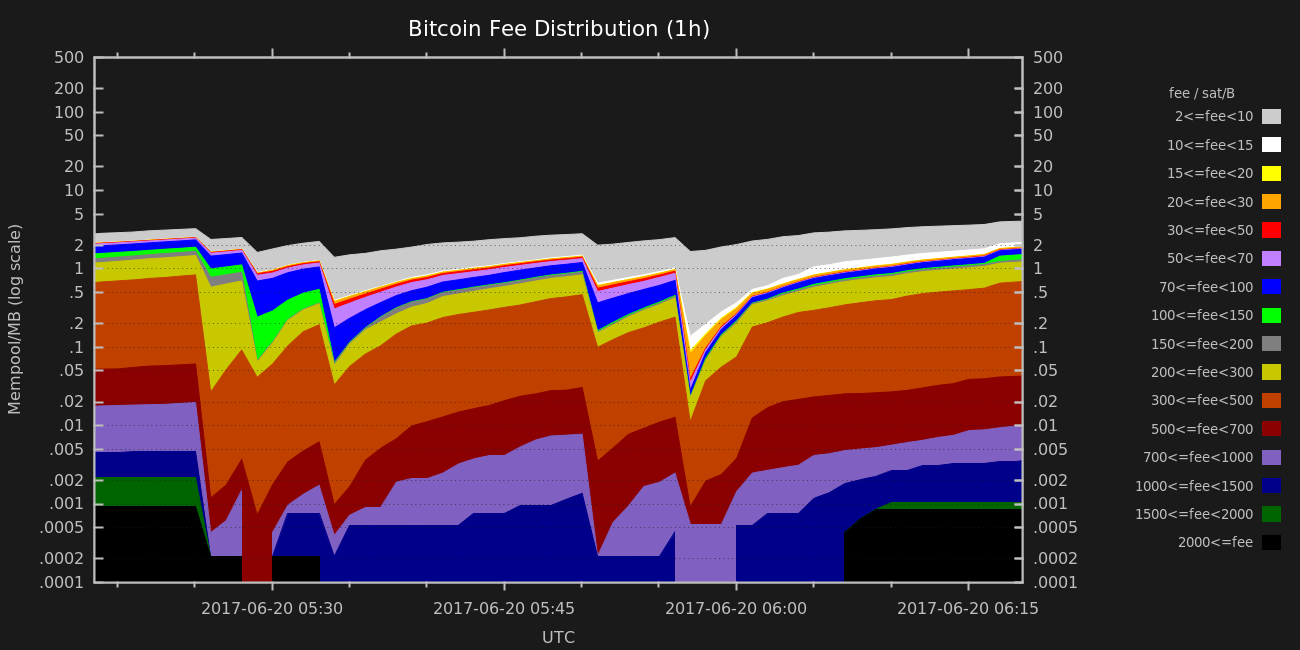 Bitcoin Fee Distribution (1h)
Mempool/MB (log scale)
500
200
100
50
20
10
5
2
1
.5
.2
.1
.05
.02
.01
.005
.002
.001
.0005
.0002
.0001
500
200
100
50
20
10
5
2
1
.5
.2
.1
.05
.02
.01
.005
.002
.001
.0005
.0002
.0001
2017-06-20 05:30
2017-06-20 05:45
2017-06-20 06:00
2017-06-20 06:15
UTC
fee / sat/B
2<=fee<10
10<=fee<15
15<=fee<20
20<=fee<30
30<=fee<50
50<=fee<70
70<=fee<100
100<=fee<150
150<=fee<200
200<=fee<300
300<=fee<500
500<=fee<700
700<=fee<1000
1000<=fee<1500
1500<=fee<2000
2000<=fee